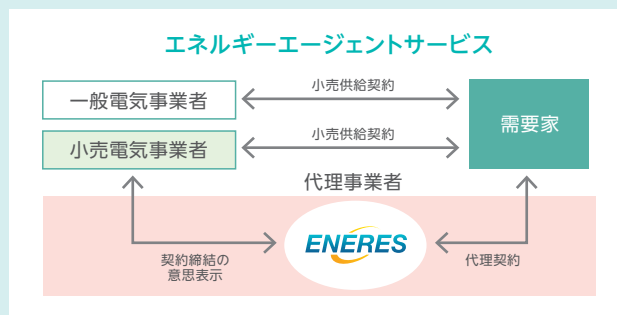 エネルギーエージェントサービス
一般電気事業者
小売供給契約
小売電気事業者
小売供給契約
需要家
代理事業者
ENERES
契約締結の
意思表示
代理契約